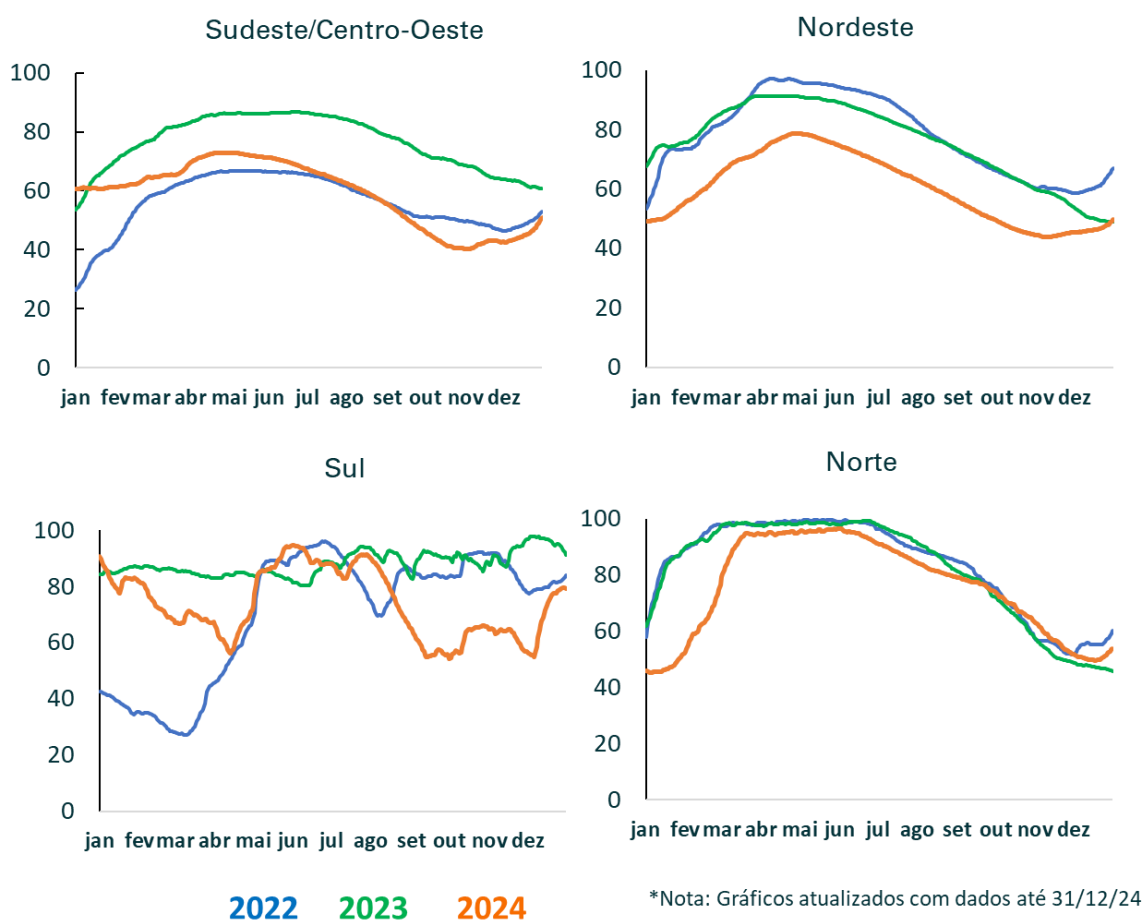 Sudeste/Centro-Oeste
100
80
60
40
20
0
jan fev mar abr mai jun jul ago set out nov dez
Nordeste
100
80
60
40
20
0
jan fev mar abr mai jun jul ago set out nov dez
Sul
100
80
60
40
20
0
jan fev mar abr mai jun jul ago set out nov dez
Norte
100
80
60
40
20
0
jan fev mar abr mai jun jul ago set out nov dez
2022 2023 2024
*Nota: Gráficos atualizados com dados até 31/12/24